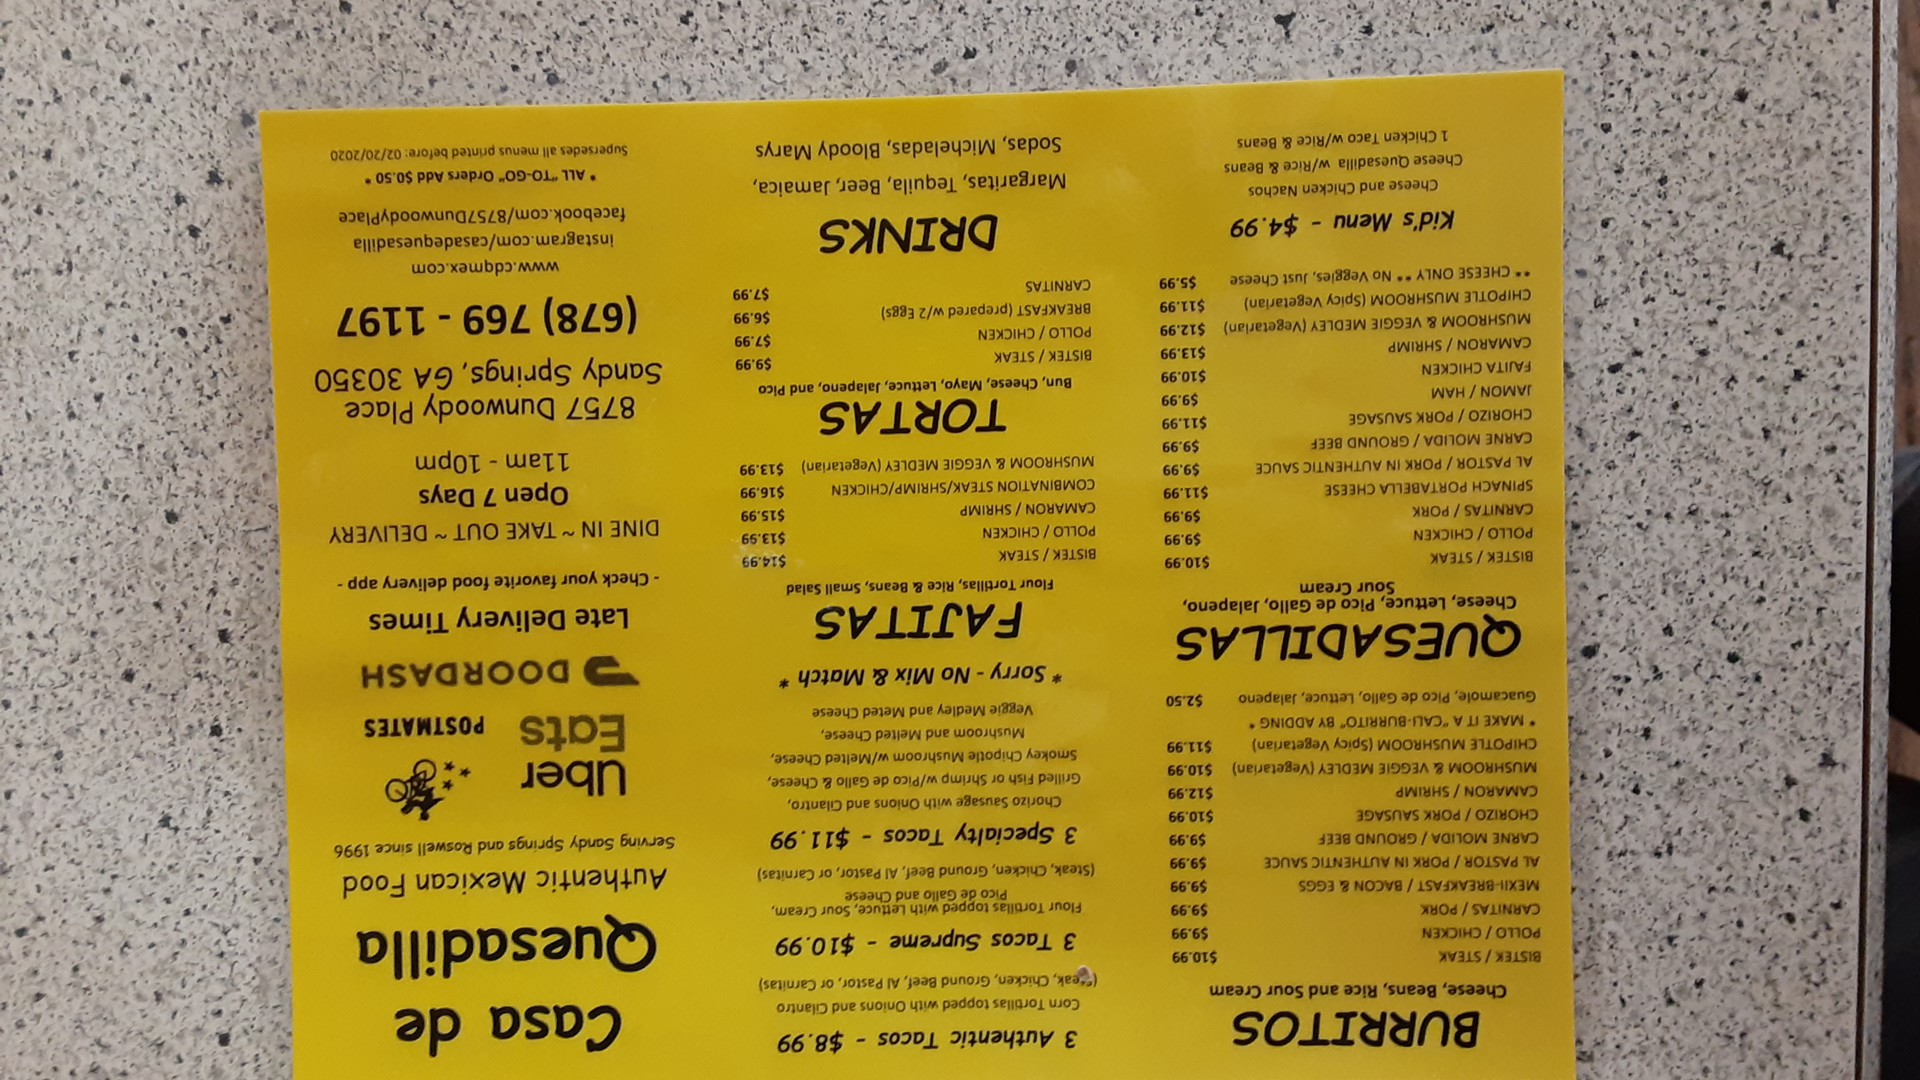 BURRITOS
Cheese, Beans, Rice and Sour Cream
BISTEK / STEAK $10.99
POLLO / CHICKEN $9.99
CARNITAS / PORK $9.99
MEXII-BREAKFAST / BACON & EGGS $9.99
AL PASTOR / PORK IN AUTHENTIC SAUCE $9.99
CARNE MOLIDA / GROUND BEEF $9.99
CHORIZO / PORK SAUSAGE $10.99
CAMARON / SHRIMP $12.99
MUSHROOM & VEGGIE MEDLEY (Vegetarian) $10.99
CHIPOTLE MUSHROOM (Spicy Vegetarian) $11.99
* MAKE IT A "CALI-BURRITO" BY ADDING *
Guacamole, Pico de Gallo, Lettuce, Jalapeno $2.50
QUESADILLAS
Cheese, Lettuce, Pico de Gallo, Jalapeno,
Sour Cream
BISTEK / STEAK $10.99
POLLO / CHICKEN $9.99
CARNITAS / PORK $9.99
SPINACH PORTABELLA CHEESE $11.99
AL PASTOR / PORK IN AUTHENTIC SAUCE $9.99
CARNE MOLIDA / GROUND BEEF $9.99
CHORIZO / PORK SAUSAGE $11.99
JAMON / HAM $9.99
FAJITA CHICKEN $10.99
CAMARON / SHRIMP $13.99
MUSHROOM & VEGGIE MEDLEY (Vegetarian) $12.99
CHIPOTLE MUSHROOM (Spicy Vegetarian) $11.99
** CHEESE ONLY ** No Veggies, Just Cheese $5.99
Kid's Menu - $4.99
Cheese and Chicken Nachos
Cheese Quesadilla w/Rice & Beans
1 Chicken Taco w/Rice & Beans
3 Authentic Tacos - $8.99
Corn Tortillas topped with Onions and Cilantro
(Steak, Chicken, Ground Beef, Al Pastor, or Carnitas)
3 Tacos Supreme - $10.99
Flour Tortillas topped with Lettuce, Sour Cream,
Pico de Gallo and Cheese
(Steak, Chicken, Ground Beef, Al Pastor, or Carnitas)
3 Specialty Tacos - $11.99
Chorizo Sausage with Onions and Cilantro,
Grilled Fish or Shrimp w/Pico de Gallo & Cheese,
Smokey Chipotle Mushroom w/Melted Cheese,
Mushroom and Melted Cheese,
Veggie Medley and Meted Cheese
* Sorry - No Mix & Match *
FAJITAS
Flour Tortillas, Rice & Beans, Small Salad
BISTEK / STEAK $14.99
POLLO / CHICKEN $13.99
CAMARON / SHRIMP $15.99
COMBINATION STEAK/SHRIMP/CHICKEN $16.99
MUSHROOM & VEGGIE MEDLEY (Vegetarian) $13.99
TORTAS
Bun, Cheese, Mayo, Lettuce, Jalapeno, and Pico
BISTEK / STEAK $9.99
POLLO / CHICKEN $7.99
BREAKFAST (prepared w/2 Eggs) $6.99
CARNITAS $7.99
DRINKS
Margaritas, Tequila, Beer, Jamaica,
Sodas, Micheladas, Bloody Marys
Casa de
Quesadilla
Authentic Mexican Food
Serving Sandy Springs and Roswell since 1996
Uber
Eats
POSTMATES
DOORDASH
Late Delivery Times
- Check your favorite food delivery app -
DINE IN ~ TAKE OUT ~ DELIVERY
Open 7 Days
11am - 10pm
8757 Dunwoody Place
Sandy Springs, GA 30350
(678) 769 - 1197
www.cdqmex.com
instagram.com/casadequesadilla
facebook.com/8757DunwoodyPlace
* ALL "TO-GO" Orders Add $0.50 *
Supersedes all menus printed before: 02/20/2020